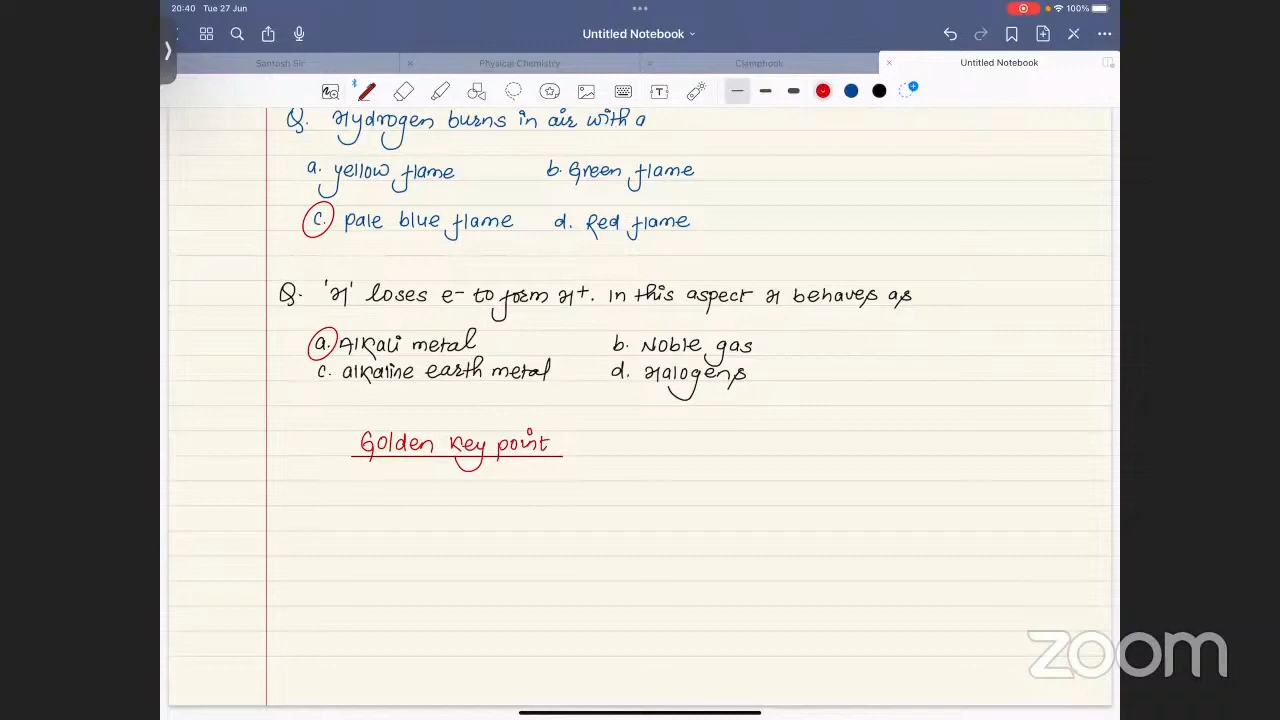 20:40 Tue 27 Jun
100%
Untitled Notebook
Santosh Sir
Physical Chemistry
Clamphook
Untitled Notebook
Q. Hydrogen burns in air with a
a. yellow flame b. Green flame
c. pale blue flame d. Red flame
Q. 'H' loses e- to form H+. In this aspect H behaves as
a. Alkali metal b. Noble gas
c. alkaline earth metal d. Halogens
Golden Key point
zoom